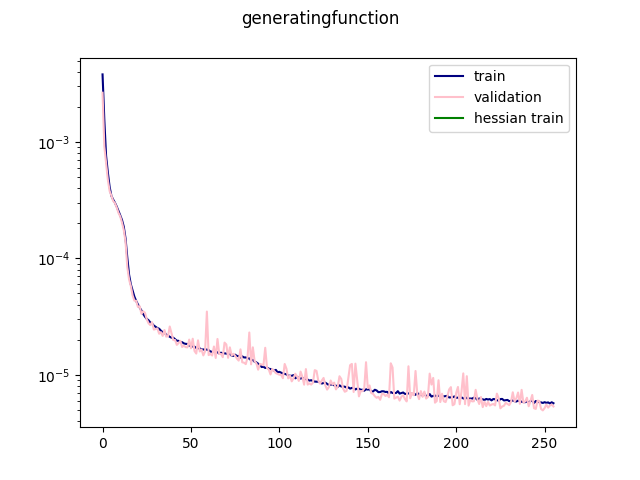 generatingfunction
train
validation
hessian train
10⁻³
10⁻⁴
10⁻⁵
0 50 100 150 200 250